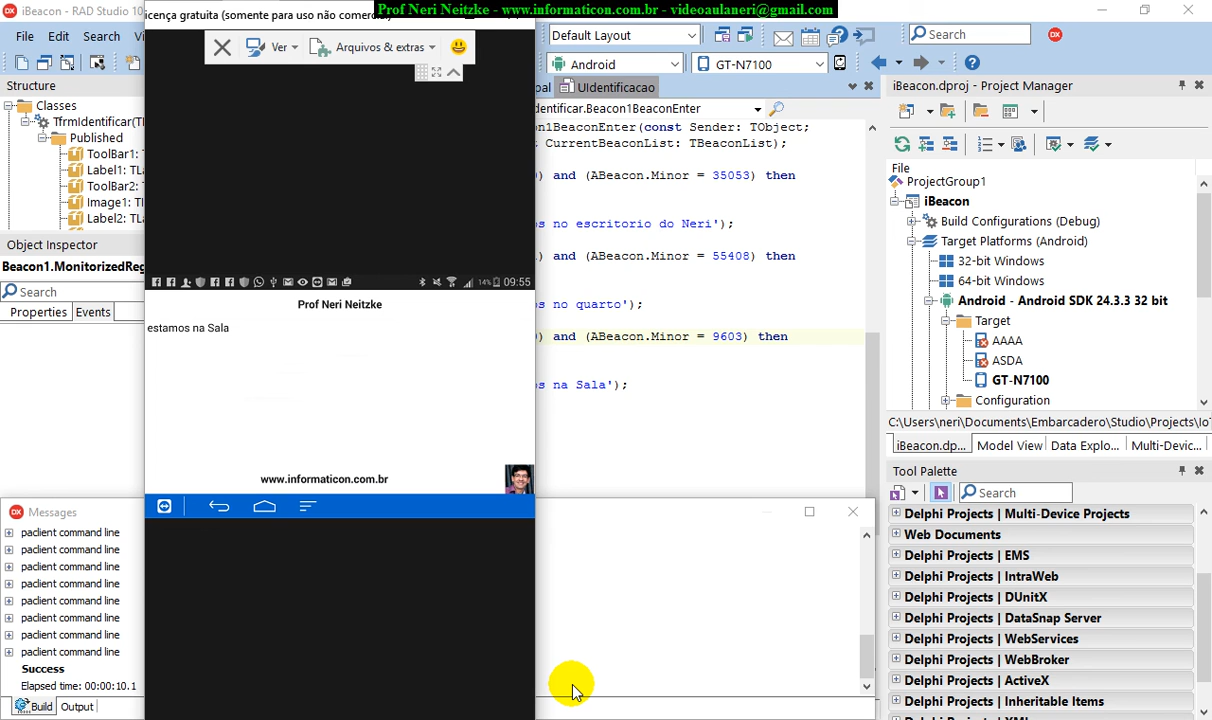 Prof Neri Neitzke - www.informaticon.com.br - videoaulaneri@gmail.com
icença gratuita (somente para uso não comercial
iBeacon - RAD Studio 10
File Edit Search
Ver
Arquivos & extras
Default Layout
Search
Android
GT-N7100
Structure
Classes
TfrmIdentificar(T
Published
ToolBar1: T
Label1: TL
ToolBar2: T
Image1: T
Label2: TL
Object Inspector
Beacon1.MonitorizedReg
Search
Properties Events
UIdentificacao
dentificar.Beacon1BeaconEnter
on1BeaconEnter(const Sender: TObject;
CurrentBeaconList: TBeaconList);
) and (ABeacon.Minor = 35053) then
os no escritorio do Neri');
) and (ABeacon.Minor = 55408) then
os no quarto');
) and (ABeacon.Minor = 9603) then
os na Sala');
14% 09:55
Prof Neri Neitzke
estamos na Sala
www.informaticon.com.br
Messages
paclient command line
paclient command line
paclient command line
paclient command line
paclient command line
paclient command line
paclient command line
paclient command line
Success
Elapsed time: 00:00:10.1
Build Output
iBeacon.dproj - Project Manager
File
ProjectGroup1
iBeacon
Build Configurations (Debug)
Target Platforms (Android)
32-bit Windows
64-bit Windows
Android - Android SDK 24.3.3 32 bit
Target
AAAA
ASDA
GT-N7100
Configuration
C:\Users\neri\Documents\Embarcadero\Studio\Projects\Io
iBeacon.dp... Model View Data Explo... Multi-Devic...
Tool Palette
Search
Delphi Projects | Multi-Device Projects
Web Documents
Delphi Projects | EMS
Delphi Projects | IntraWeb
Delphi Projects | DUnitX
Delphi Projects | DataSnap Server
Delphi Projects | WebServices
Delphi Projects | WebBroker
Delphi Projects | ActiveX
Delphi Projects | Inheritable Items